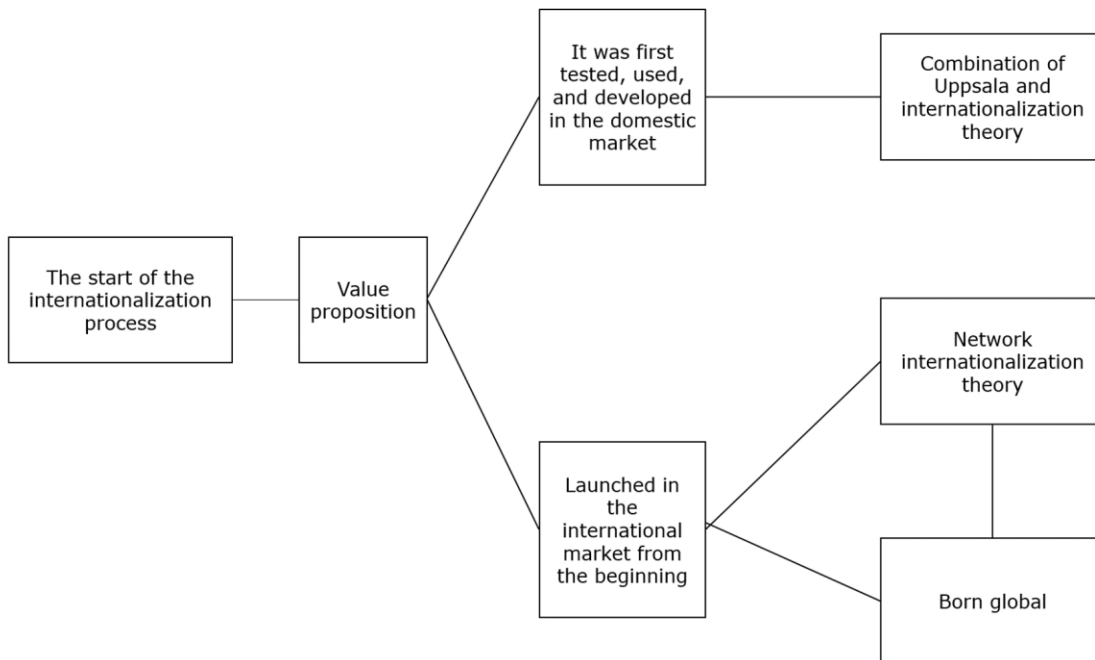 The start of the
internationalization
process
Value
proposition
It was first
tested, used,
and developed
in the domestic
market
Combination of
Uppsala and
internationalization
theory
Launched in
the
international
market from
the beginning
Network
internationalization
theory
Born global